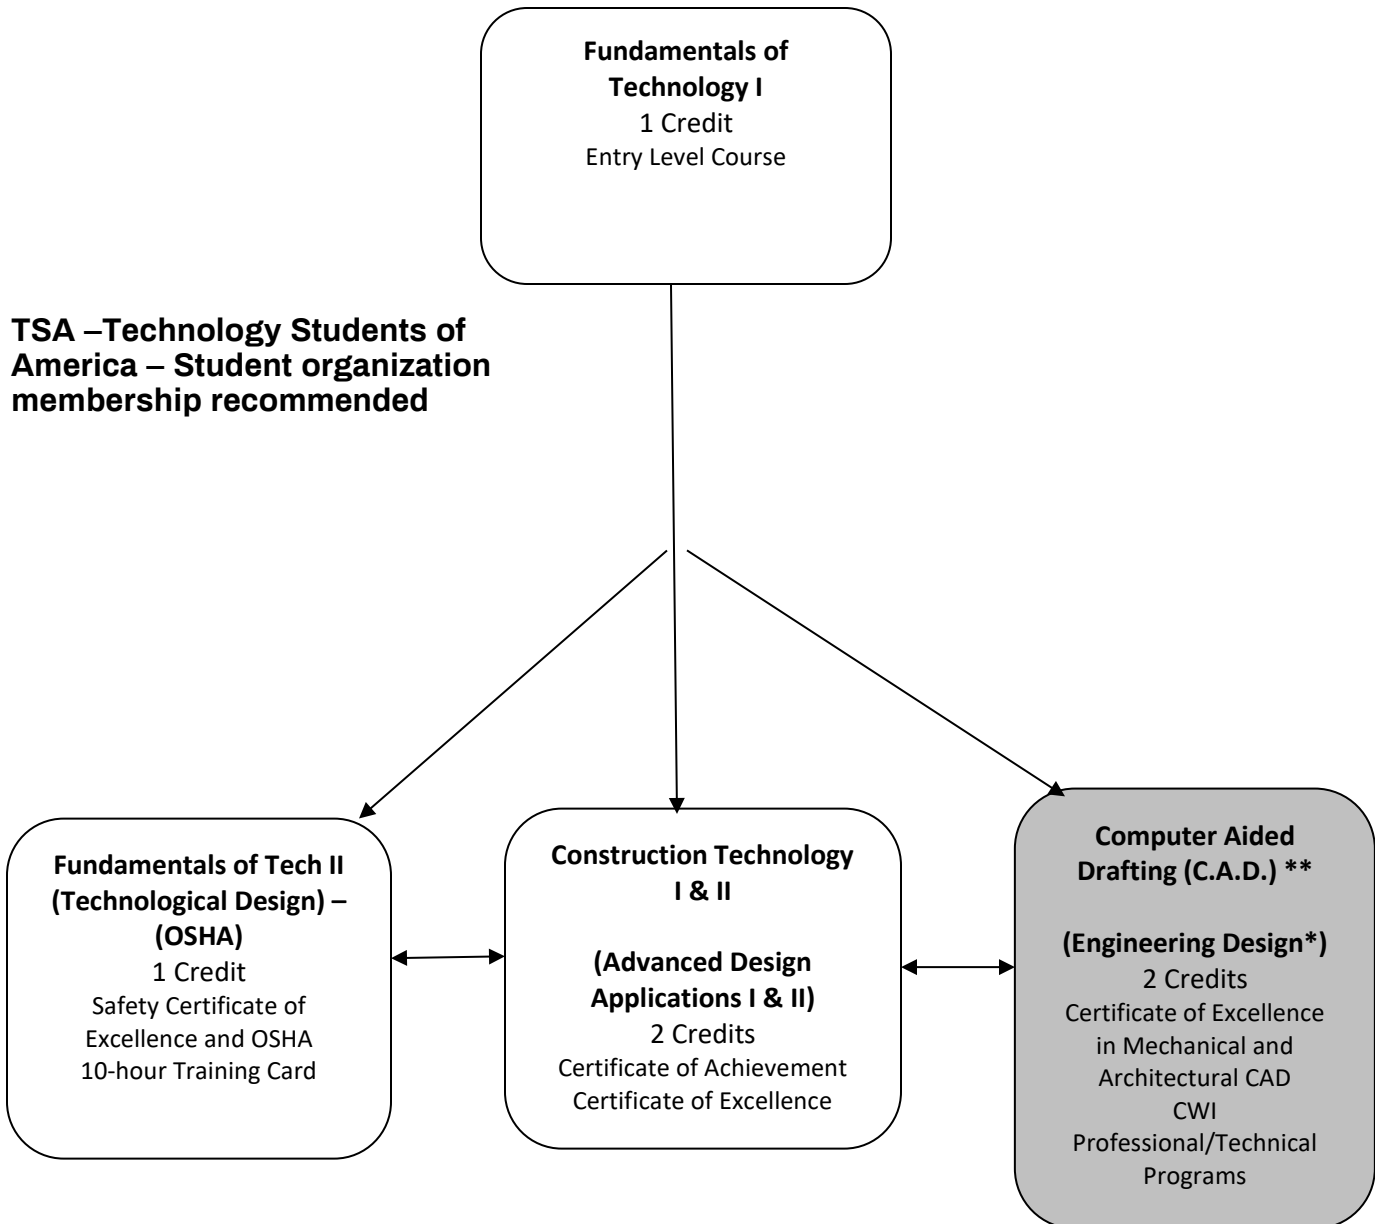 Fundamentals of
Technology I
1 Credit
Entry Level Course
TSA –Technology Students of
America – Student organization
membership recommended
Fundamentals of Tech II
(Technological Design) –
(OSHA)
1 Credit
Safety Certificate of
Excellence and OSHA
10-hour Training Card
Construction Technology
I & II
(Advanced Design
Applications I & II)
2 Credits
Certificate of Achievement
Certificate of Excellence
Computer Aided
Drafting (C.A.D.) **
(Engineering Design*)
2 Credits
Certificate of Excellence
in Mechanical and
Architectural CAD
CWI
Professional/Technical
Programs